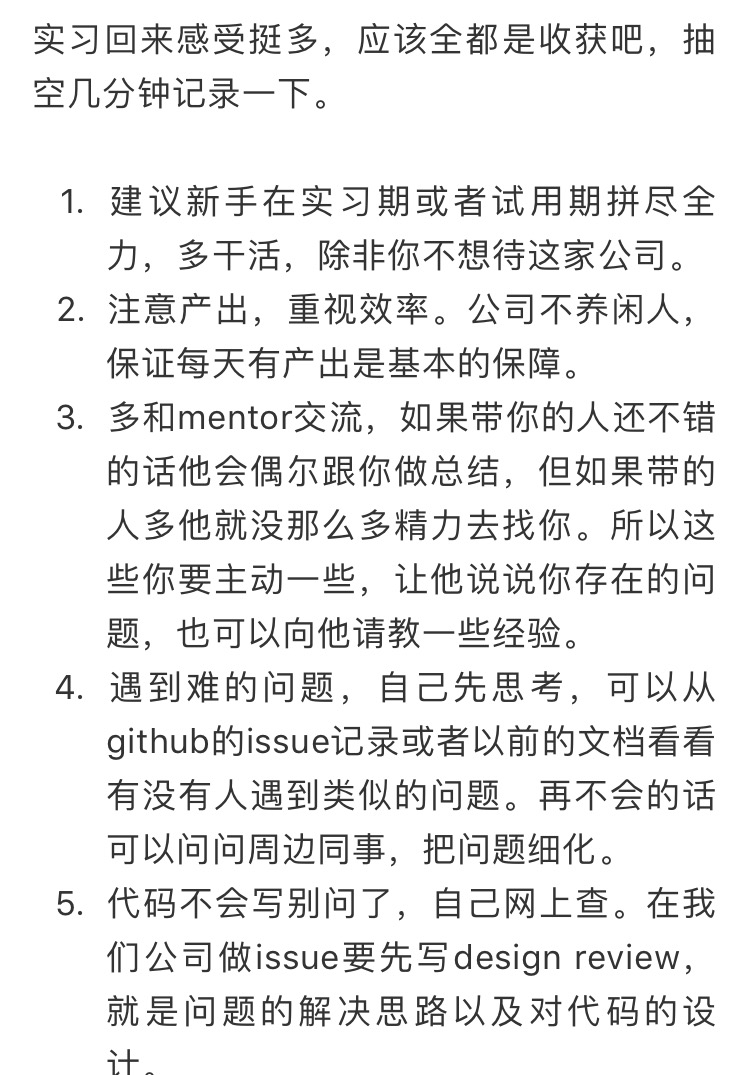 实习回来感受挺多，应该全都是收获吧，抽
空几分钟记录一下。
1. 建议新手在实习期或者试用期拼尽全
力，多干活，除非你不想待这家公司。
2. 注意产出，重视效率。公司不养闲人，
保证每天有产出是基本的保障。
3. 多和mentor交流，如果带你的人还不错
的话他会偶尔跟你做总结，但如果带的
人多他就没那么多精力去找你。所以这
些你要主动一些，让他说说你存在的问
题，也可以向他请教一些经验。
4. 遇到难的问题，自己先思考，可以从
github的issue记录或者以前的文档看看
有没有人遇到类似的问题。再不会的话
可以问问周边同事，把问题细化。
5. 代码不会写别问了，自己网上查。在我
们公司做issue要先写design review，
就是问题的解决思路以及对代码的设
计。